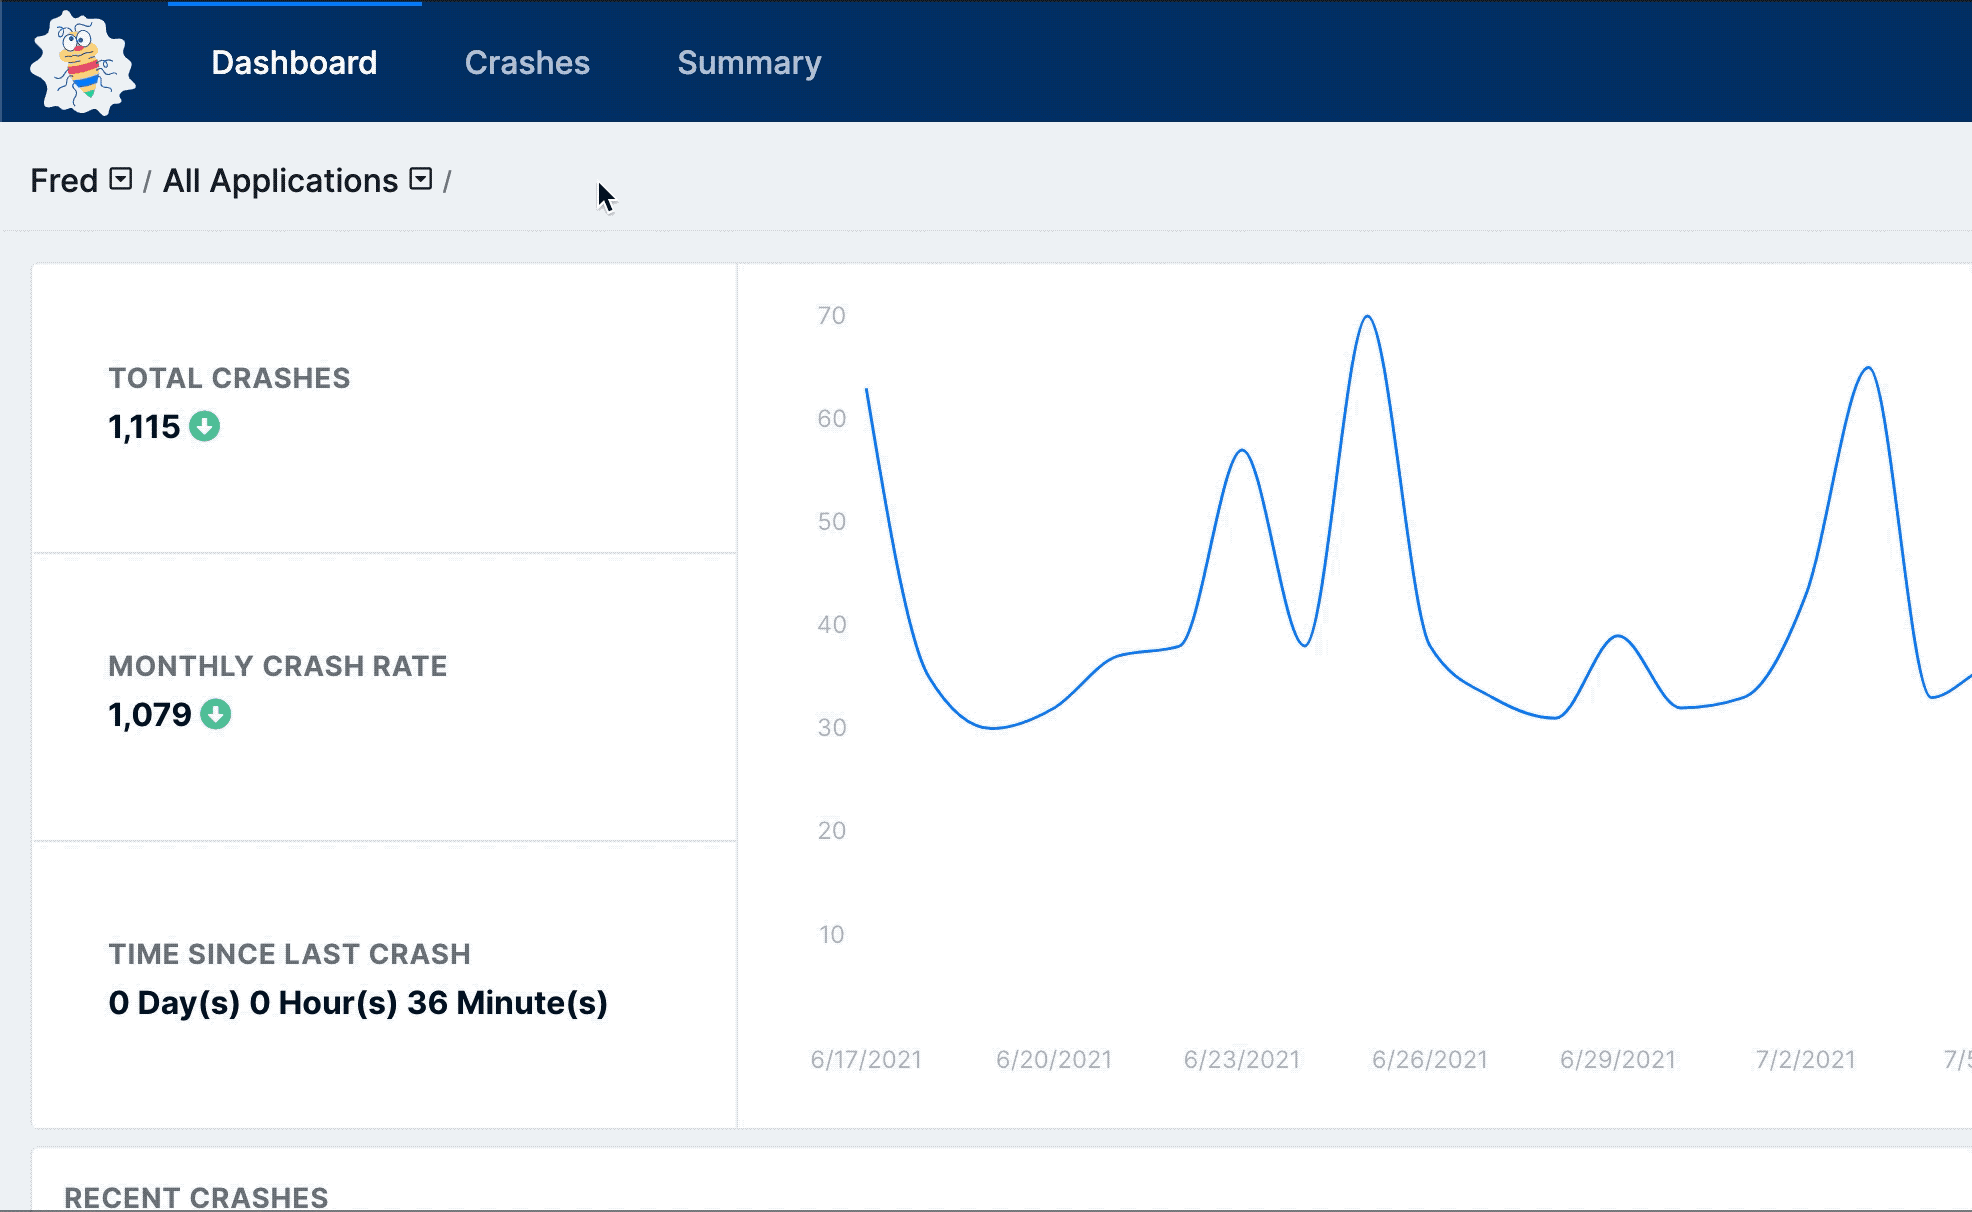 Dashboard Crashes Summary
Fred / All Applications /
TOTAL CRASHES
1,115
MONTHLY CRASH RATE
1,079
TIME SINCE LAST CRASH
0 Day(s) 0 Hour(s) 36 Minute(s)
70
60
50
40
30
20
10
6/17/2021 6/20/2021 6/23/2021 6/26/2021 6/29/2021 7/2/2021
RECENT CRASHES